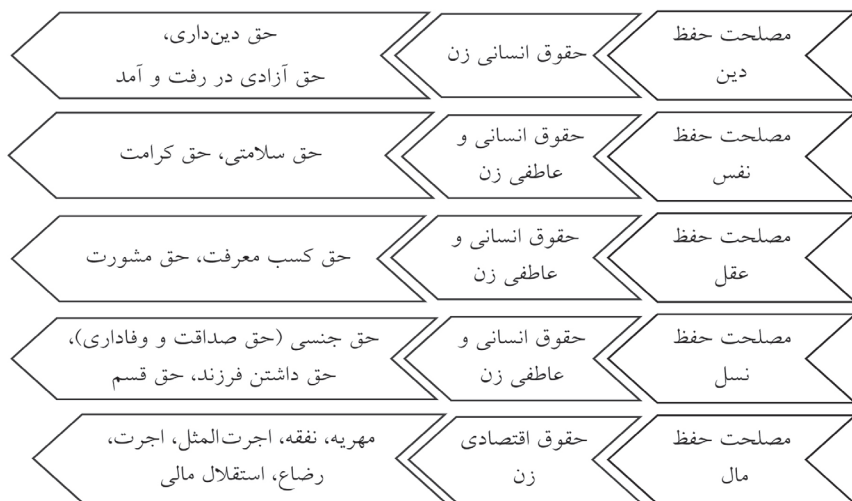 مصلحت حفظ
دین
حقوق انسانی زن
حق دین‌داری،
حق آزادی در رفت و آمد
مصلحت حفظ
نفس
حقوق انسانی و
عاطفی زن
حق سلامتی، حق کرامت
مصلحت حفظ
عقل
حقوق انسانی و
عاطفی زن
حق کسب معرفت، حق مشورت
مصلحت حفظ
نسل
حقوق انسانی و
عاطفی زن
حق جنسی (حق صداقت و وفاداری)،
حق داشتن فرزند، حق قسم
مصلحت حفظ
مال
حقوق اقتصادی
زن
مهریه، نفقه، اجرت‌المثل، اجرت،
رضاع، استقلال مالی